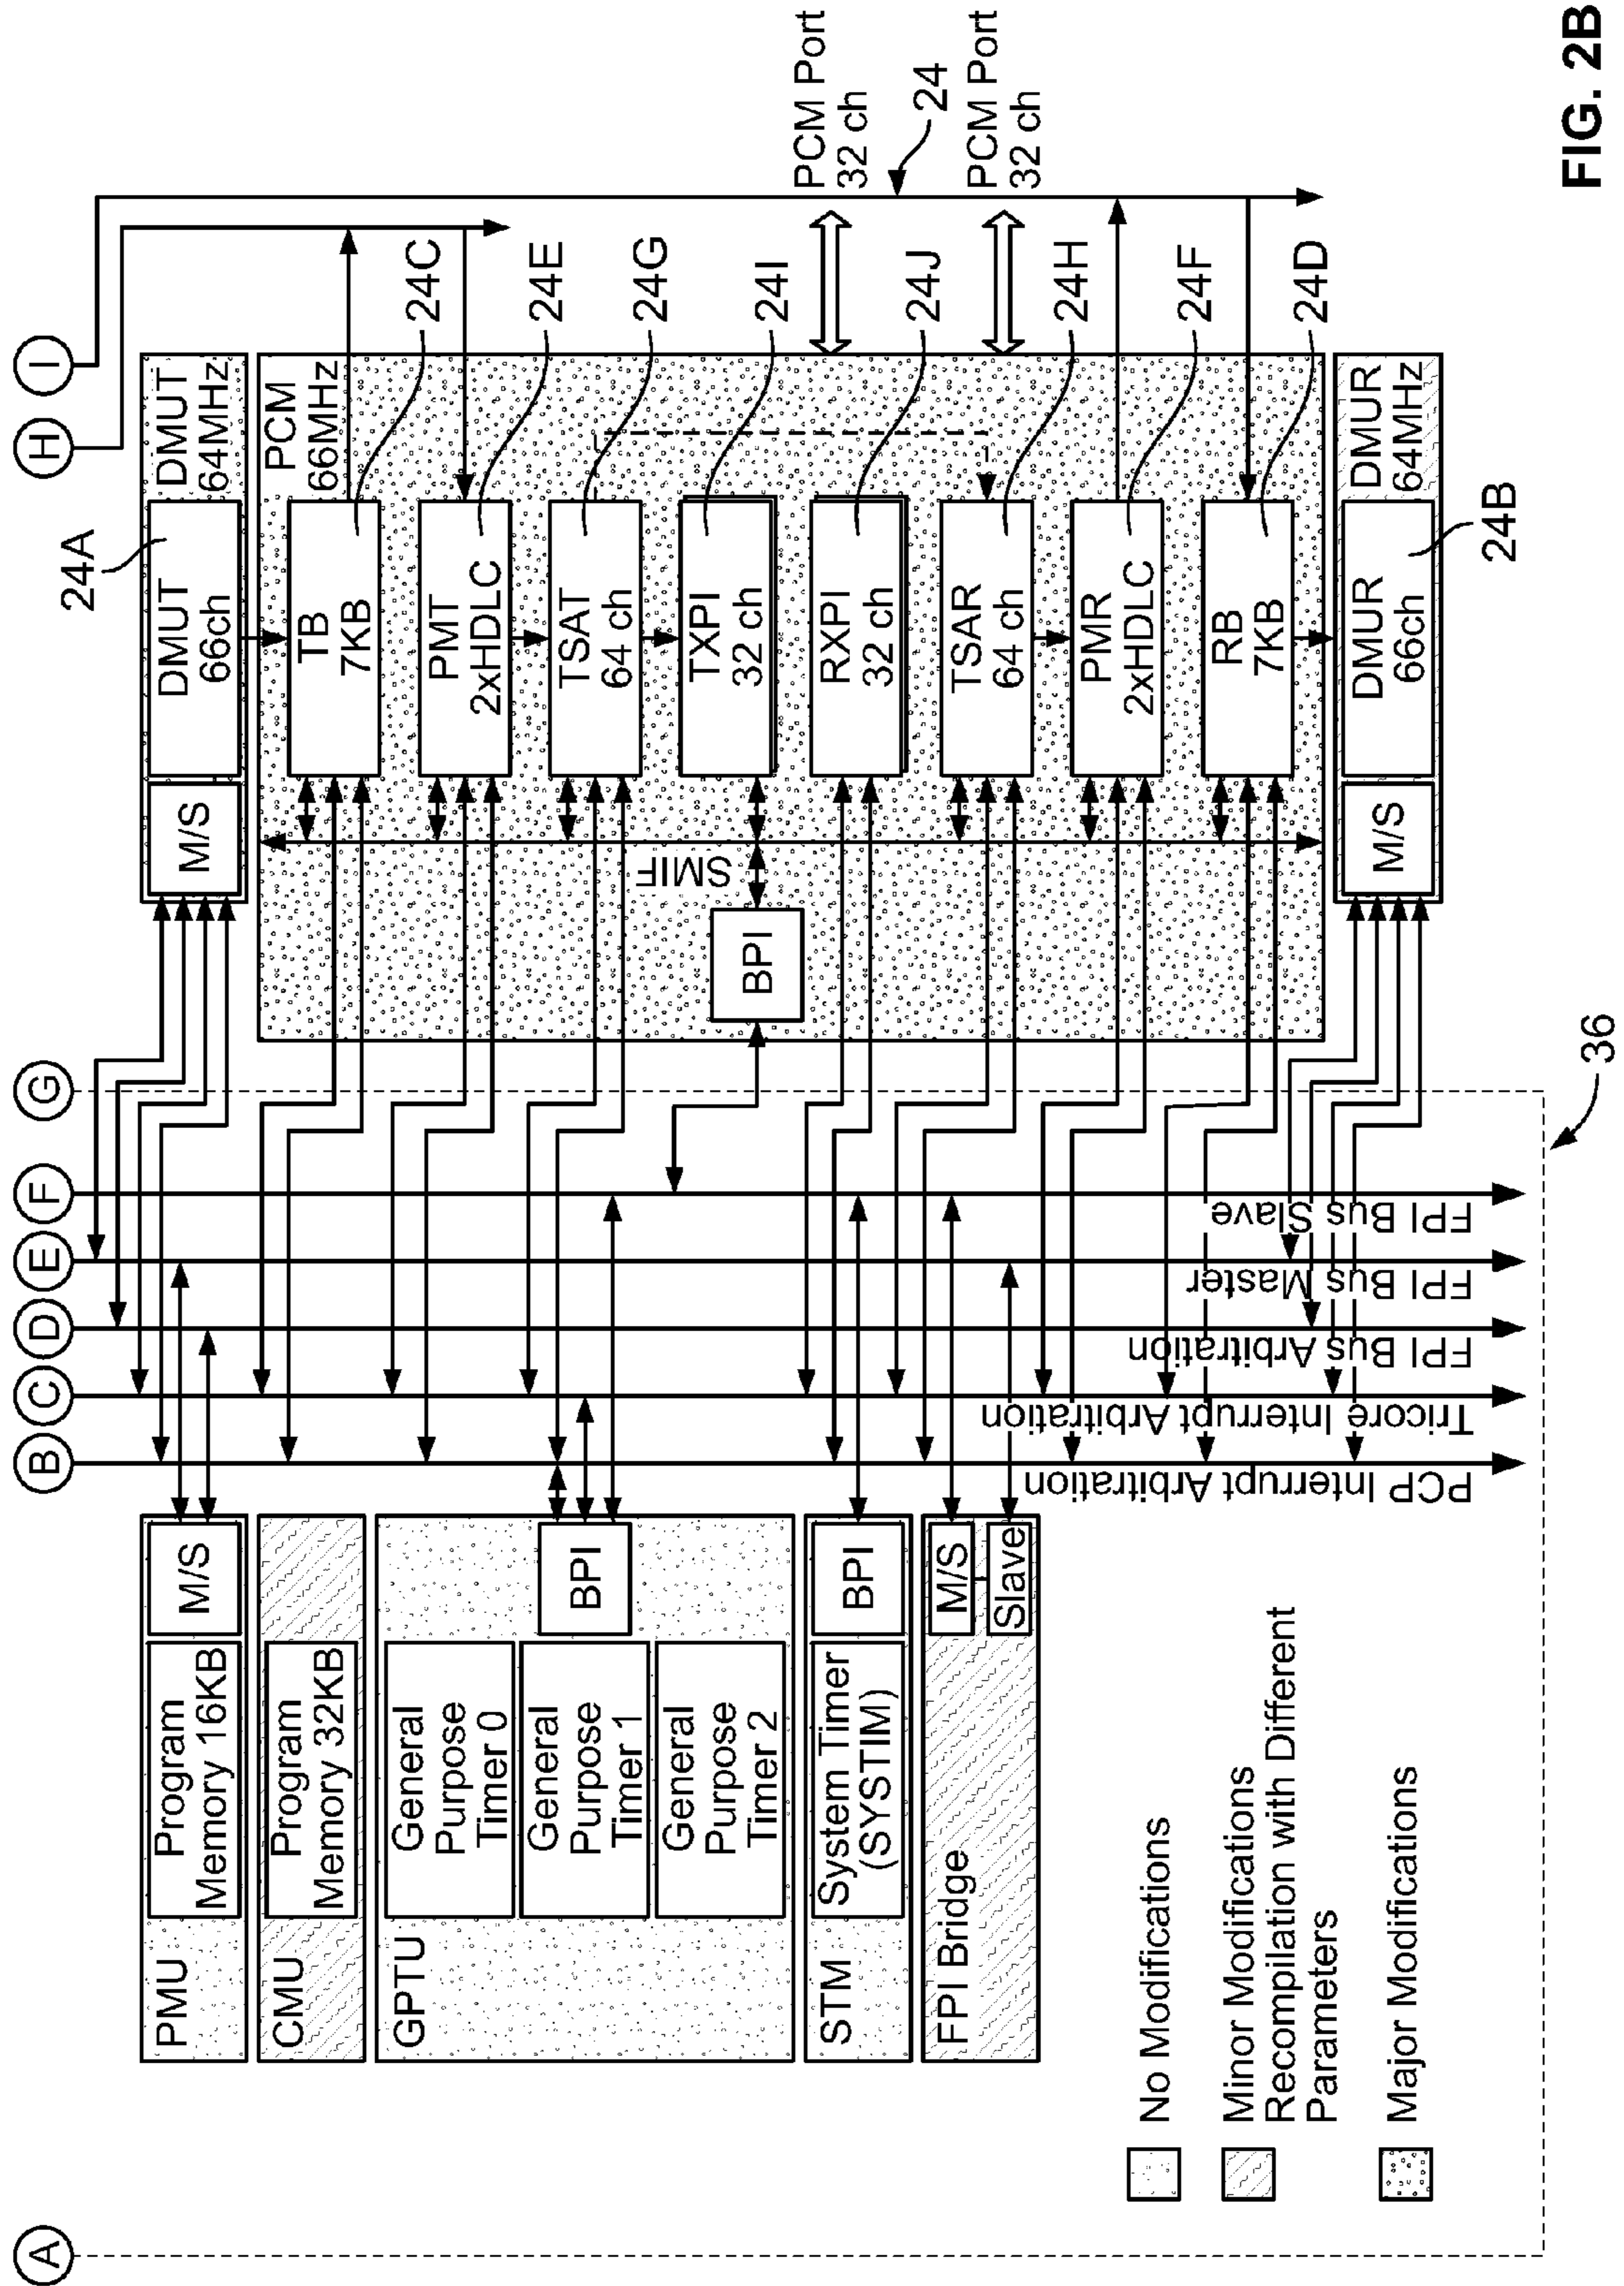 A
B
C
D
E
F
G
H
I
PMU
Program
Memory 16KB
M/S
CMU
Program
Memory 32KB
GPTU
General
Purpose
Timer 0
General
Purpose
Timer 1
General
Purpose
Timer 2
BPI
STM
System Timer
(SYSTIM)
BPI
FPI Bridge
M/S
Slave
PCP Interrupt Arbitration
Tricore Interrupt Arbitration
FPI Bus Arbitration
FPI Bus Master
FPI Bus Slave
M/S
DMUT
66ch
DMUT
64MHz
24A
PCM
66MHz
TB
7KB
24C
PMT
2xHDLC
24E
TSAT
64 ch
24G
TXPI
32 ch
24I
RXPI
32 ch
24J
TSAR
64 ch
24H
PMR
2xHDLC
24F
RB
7KB
24D
SMIF
BPI
M/S
DMUR
66ch
DMUR
64MHz
24B
PCM Port
32 ch
24
PCM Port
32 ch
36
No Modifications
Minor Modifications
Recompilation with Different
Parameters
Major Modifications
FIG. 2B